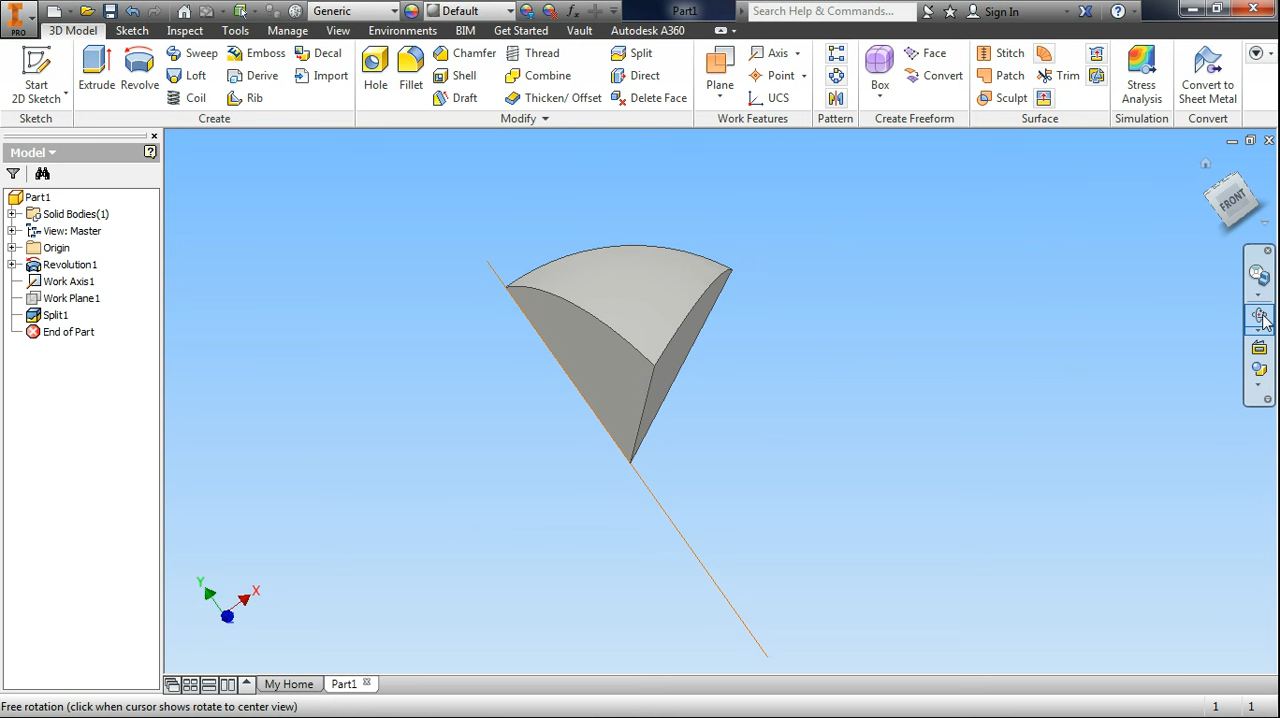 PRO
Generic
Default
Part1
Search Help & Commands...
Sign In
3D Model
Sketch
Inspect
Tools
Manage
View
Environments
BIM
Get Started
Vault
Autodesk A360
Start
2D Sketch
Extrude
Revolve
Sweep
Loft
Coil
Emboss
Derive
Rib
Decal
Import
Hole
Fillet
Chamfer
Shell
Draft
Thread
Combine
Thicken/ Offset
Split
Direct
Delete Face
Plane
Axis
Point
UCS
Box
Face
Convert
Stitch
Patch
Sculpt
Trim
Stress
Analysis
Convert to
Sheet Metal
Sketch
Create
Modify
Work Features
Pattern
Create Freeform
Surface
Simulation
Convert
Model
Part1
Solid Bodies(1)
View: Master
Origin
Revolution1
Work Axis1
Work Plane1
Split1
End of Part
FRONT
Y
X
My Home
Part1
Free rotation (click when cursor shows rotate to center view)
1
1